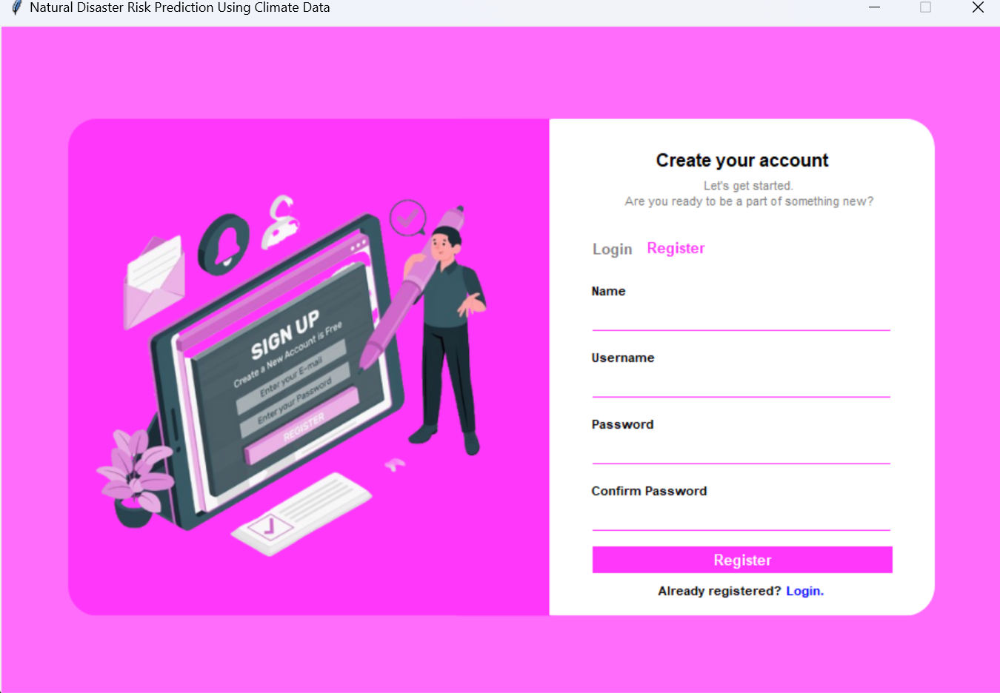 Natural Disaster Risk Prediction Using Climate Data
SIGN UP
Create a New Account is Free
Enter your E-mail
Enter your Password
REGISTER
Create your account
Let's get started.
Are you ready to be a part of something new?
Login Register
Name
Username
Password
Confirm Password
Register
Already registered? Login.